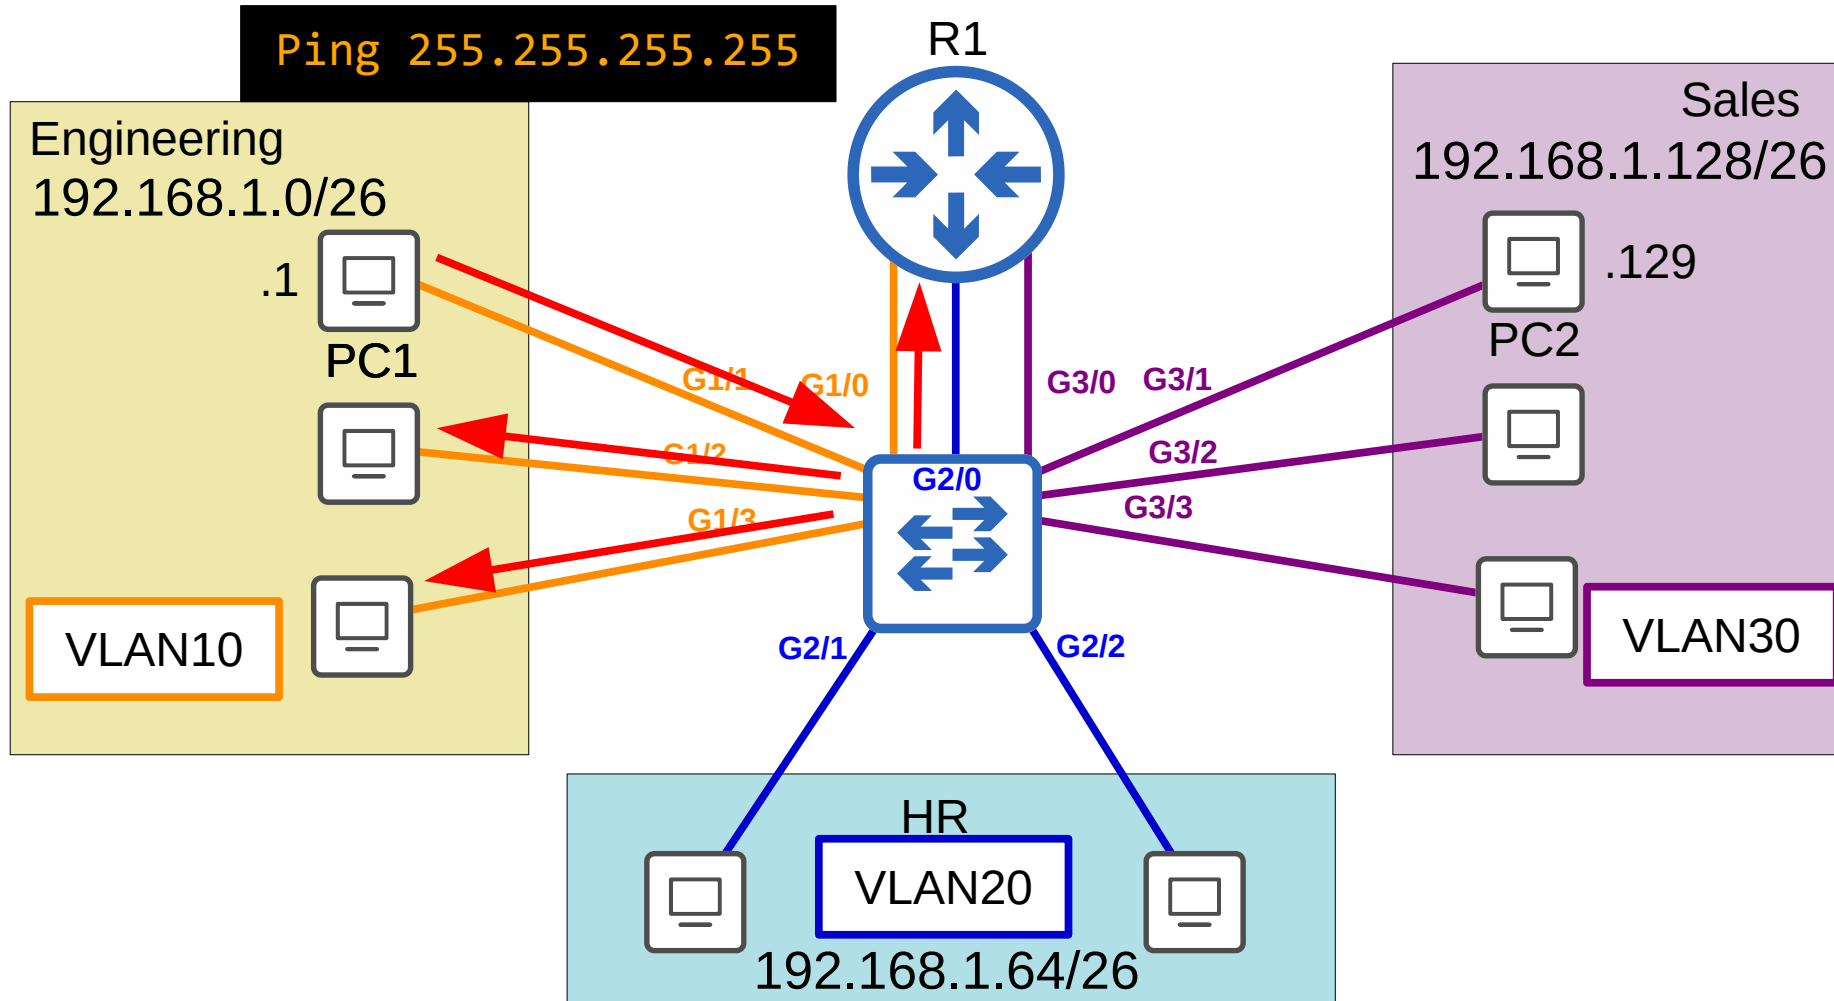 Ping 255.255.255.255
R1
Engineering
192.168.1.0/26
.1
PC1
VLAN10
Sales
192.168.1.128/26
.129
PC2
VLAN30
G1/1
G1/0
G1/2
G1/3
G3/0
G3/1
G3/2
G3/3
G2/0
G2/1
G2/2
HR
VLAN20
192.168.1.64/26